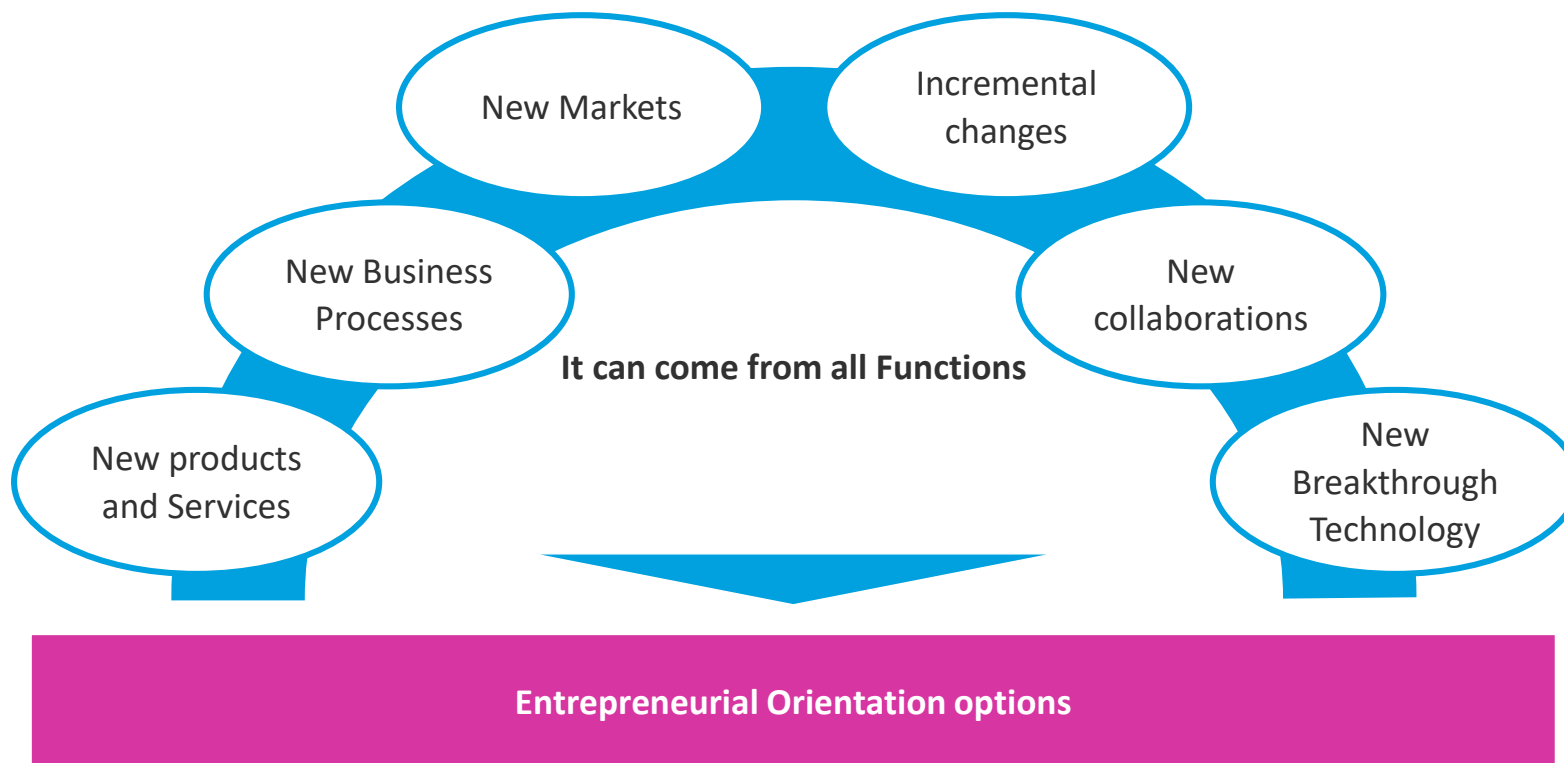 New Markets
Incremental
changes
New Business
Processes
New
collaborations
It can come from all Functions
New products
and Services
New
Breakthrough
Technology
Entrepreneurial Orientation options